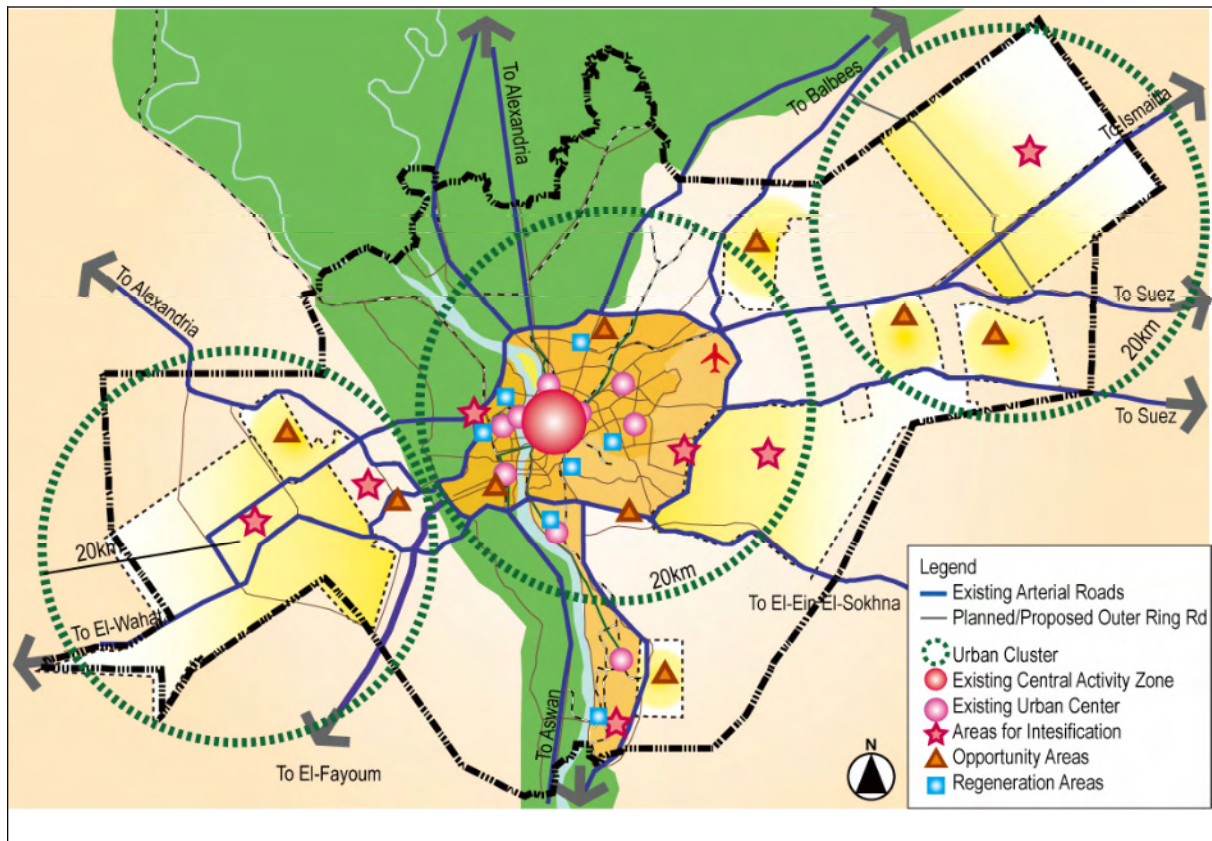 To Alexandria
To Balbees
To Ismailia
To Alexandria
To Suez
20km
To Suez
20km
20km
To El-Wahat
To El-Ein-El-Sokhna
To Aswan
To El-Fayoum
N
Legend
Existing Arterial Roads
Planned/Proposed Outer Ring Rd
Urban Cluster
Existing Central Activity Zone
Existing Urban Center
Areas for Intesification
Opportunity Areas
Regeneration Areas